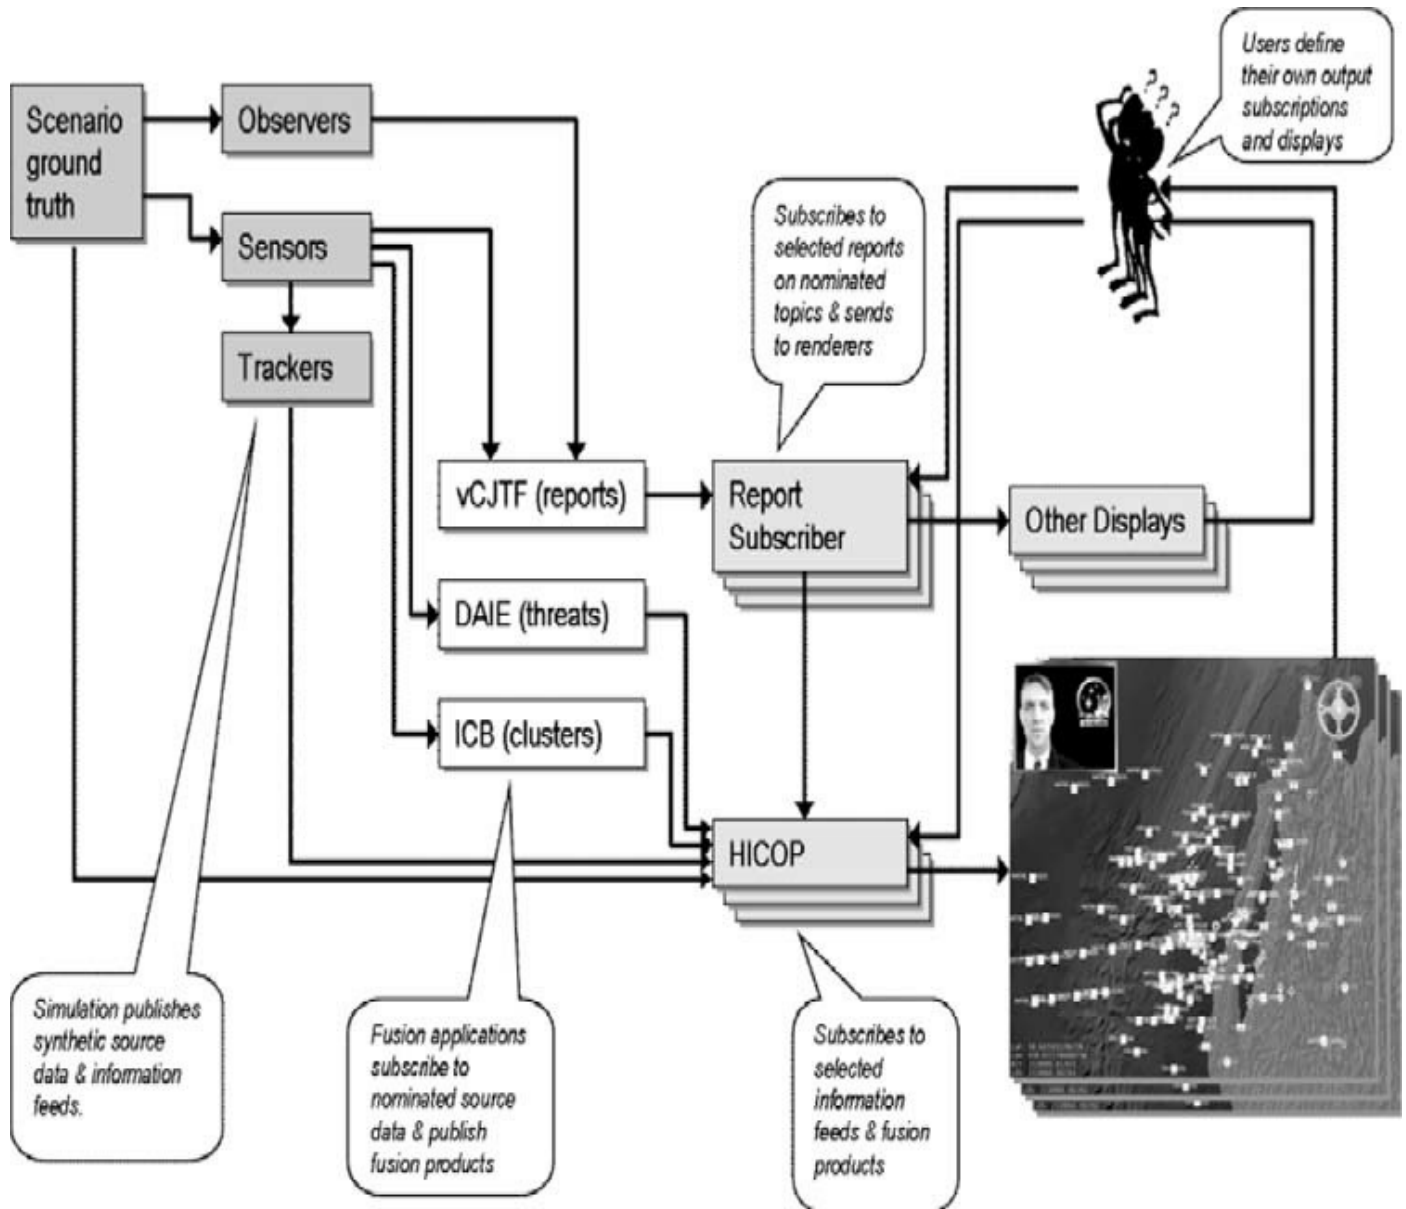 Users define
their own output
subscriptions
and displays
? ? ?
Scenario
ground
truth
Observers
Sensors
Trackers
Subscribes to
selected reports
on nominated
topics & sends
to renderers
vCJTF (reports)
Report
Subscriber
Other Displays
DAIE (threats)
ICB (clusters)
HICOP
Simulation publishes
synthetic source
data & information
feeds.
Fusion applications
subscribe to
nominated source
data & publish
fusion products
Subscribes to
selected
information
feeds & fusion
products